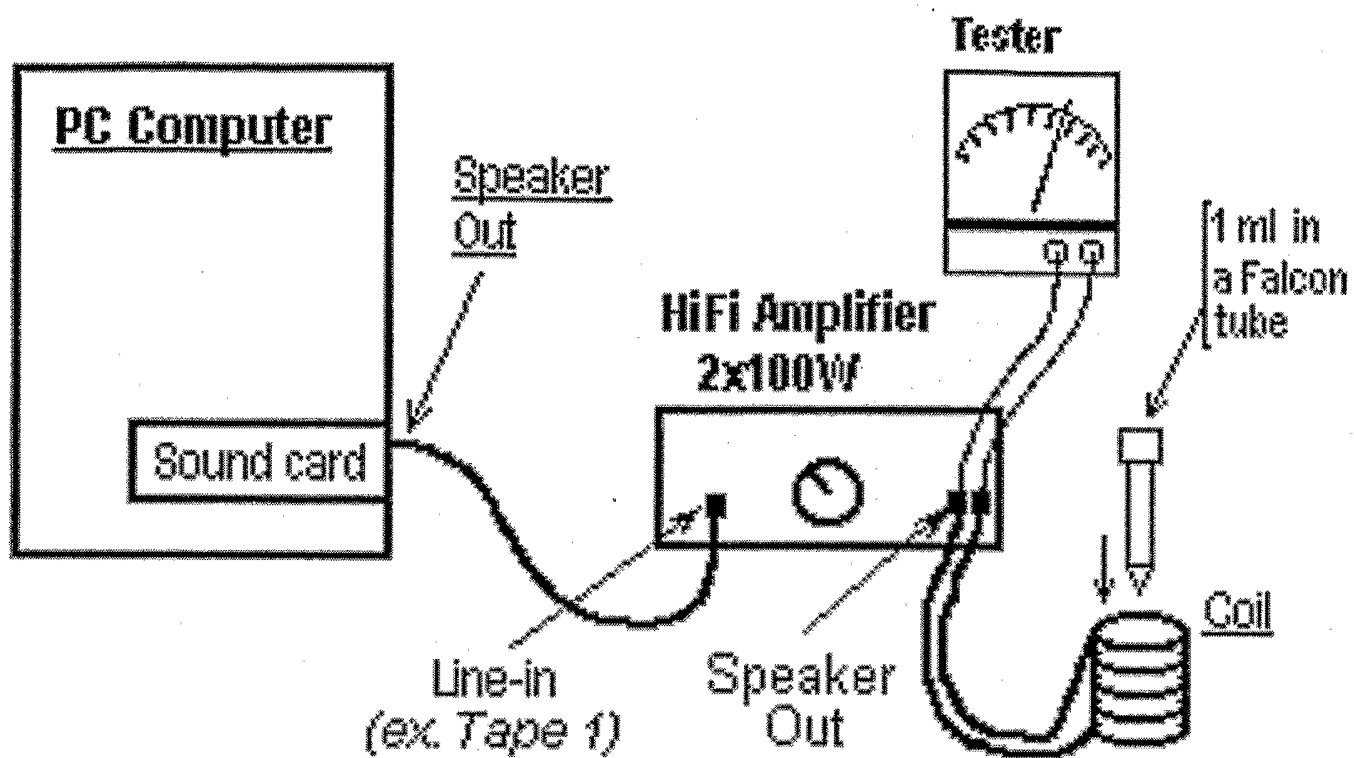 Tester
PC Computer
Speaker
Out
1 ml in
a Falcon
tube
HiFi Amplifier
2x100W
Sound card
Coil
Line-in
(ex. Tape 1)
Speaker
Out